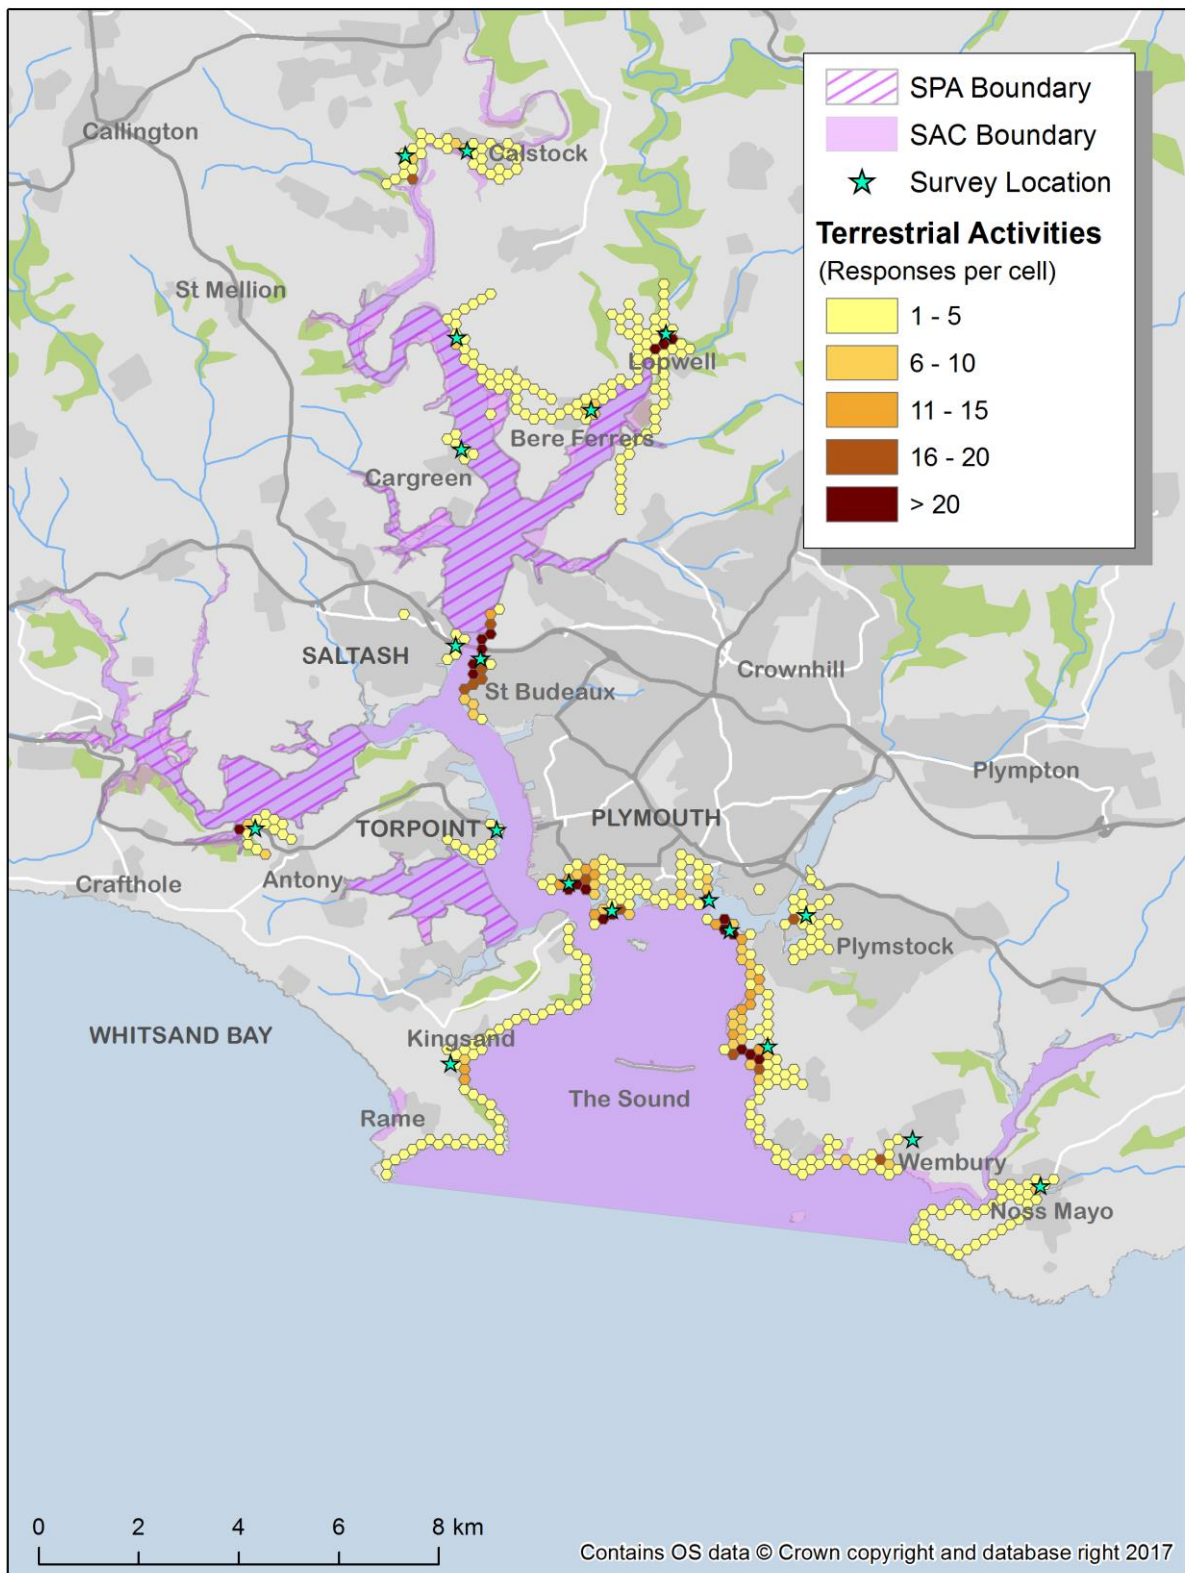 SPA Boundary
SAC Boundary
Survey Location
Terrestrial Activities
(Responses per cell)
1 - 5
6 - 10
11 - 15
16 - 20
> 20
Callington
Calstock
St Mellion
Lopwell
Bere Ferrers
Cargreen
SALTASH
Crownhill
St Budeaux
Plympton
TORPOINT
PLYMOUTH
Crafthole
Antony
Plymstock
WHITSAND BAY
Kingsand
The Sound
Rame
Wembury
Noss Mayo
0 2 4 6 8 km
Contains OS data © Crown copyright and database right 2017